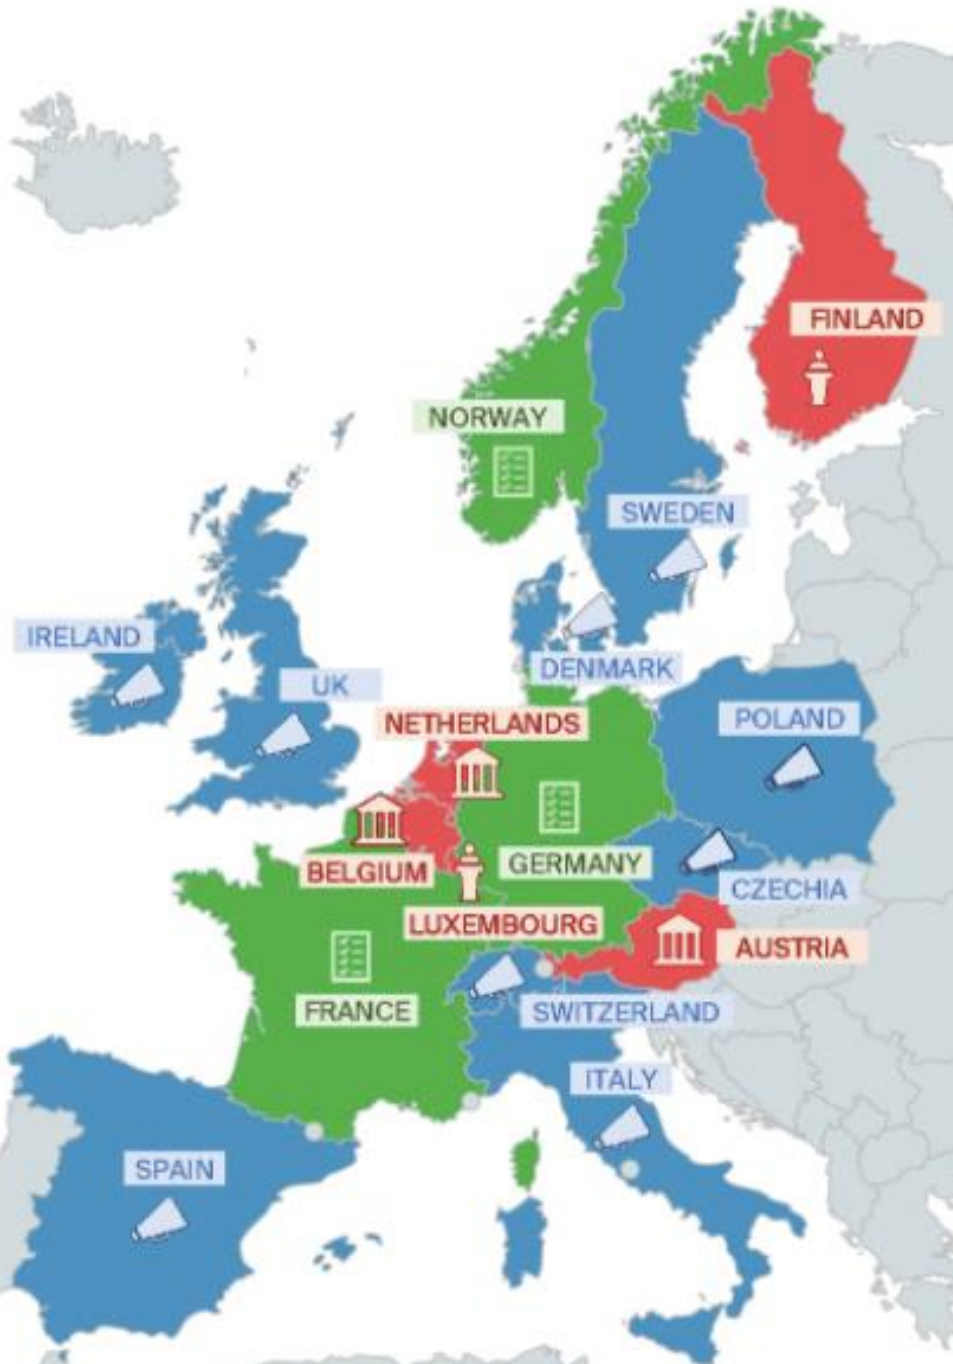 FINLAND
NORWAY
SWEDEN
IRELAND
DENMARK
UK
NETHERLANDS
POLAND
GERMANY
BELGIUM
CZECHIA
LUXEMBOURG
AUSTRIA
FRANCE
SWITZERLAND
ITALY
SPAIN